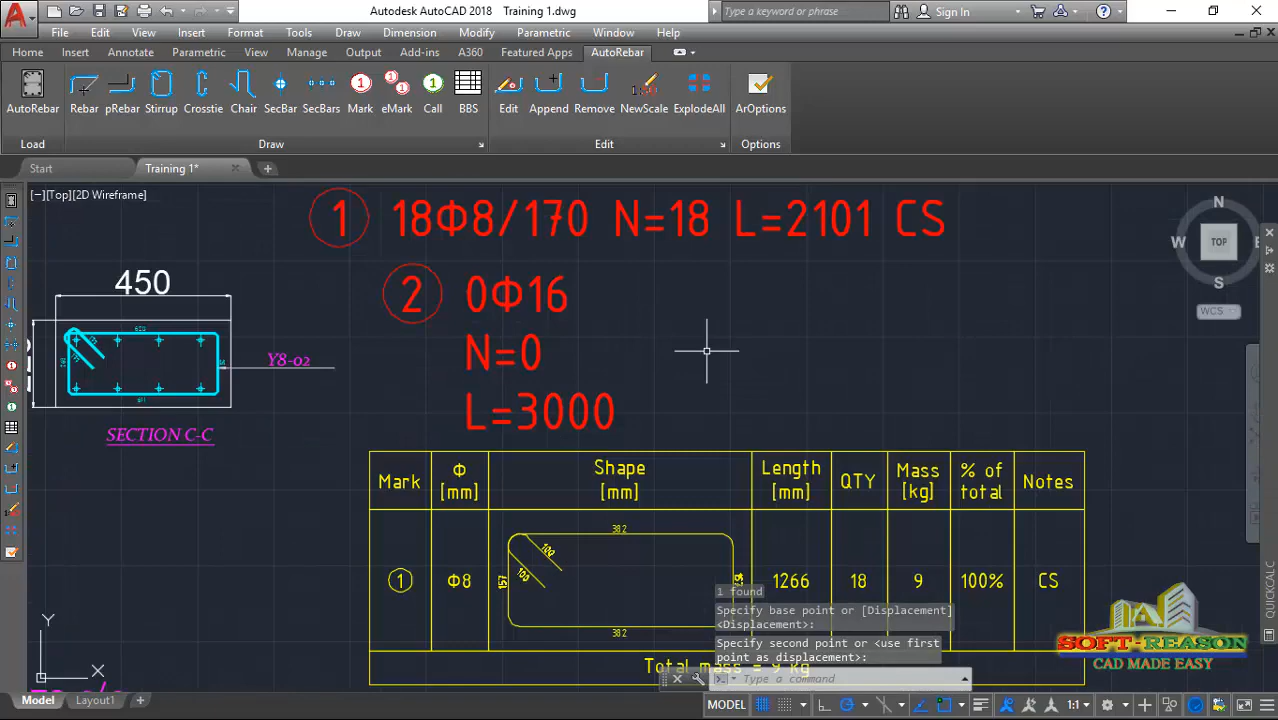 Autodesk AutoCAD 2018 Training 1.dwg
Type a keyword or phrase
Sign In
File Edit View Insert Format Tools Draw Dimension Modify Parametric Window Help
Home Insert Annotate Parametric View Manage Output Add-ins A360 Featured Apps AutoRebar
AutoRebar Rebar pRebar Stirrup Crosstie Chair SecBar SecBars Mark eMark Call BBS Edit Append Remove NewScale ExplodeAll ArOptions
Load Draw Edit Options
Start Training 1*
[−][Top][2D Wireframe]
N
W TOP
S
WCS
1 18Φ8/170 N=18 L=2101 CS
2 0Φ16
N=0
L=3000
450
Y8-02
SECTION C-C
Mark Φ [mm] Shape [mm] Length [mm] QTY Mass [kg] % of total Notes
382
100
100
157
1 Φ8 1266 18 9 100% CS
382
Total mass = 9 kg
1 found
Specify base point or [Displacement]
<Displacement>:
Specify second point or <use first
point as displacement>:
Type a command
QUICKCALC
SOFT-REASON
CAD MADE EASY
Y
X
Model Layout1
MODEL 1:1